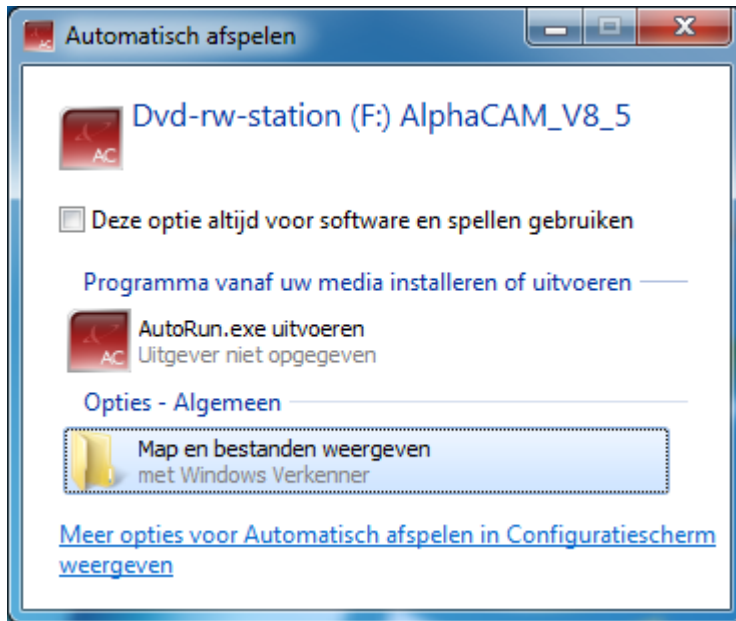 Automatisch afspelen
Dvd-rw-station (F:) AlphaCAM_V8_5
Deze optie altijd voor software en spellen gebruiken
Programma vanaf uw media installeren of uitvoeren
AutoRun.exe uitvoeren
Uitgever niet opgegeven
Opties - Algemeen
Map en bestanden weergeven
met Windows Verkenner
Meer opties voor Automatisch afspelen in Configuratiescherm
weergeven
AC
AC
AC